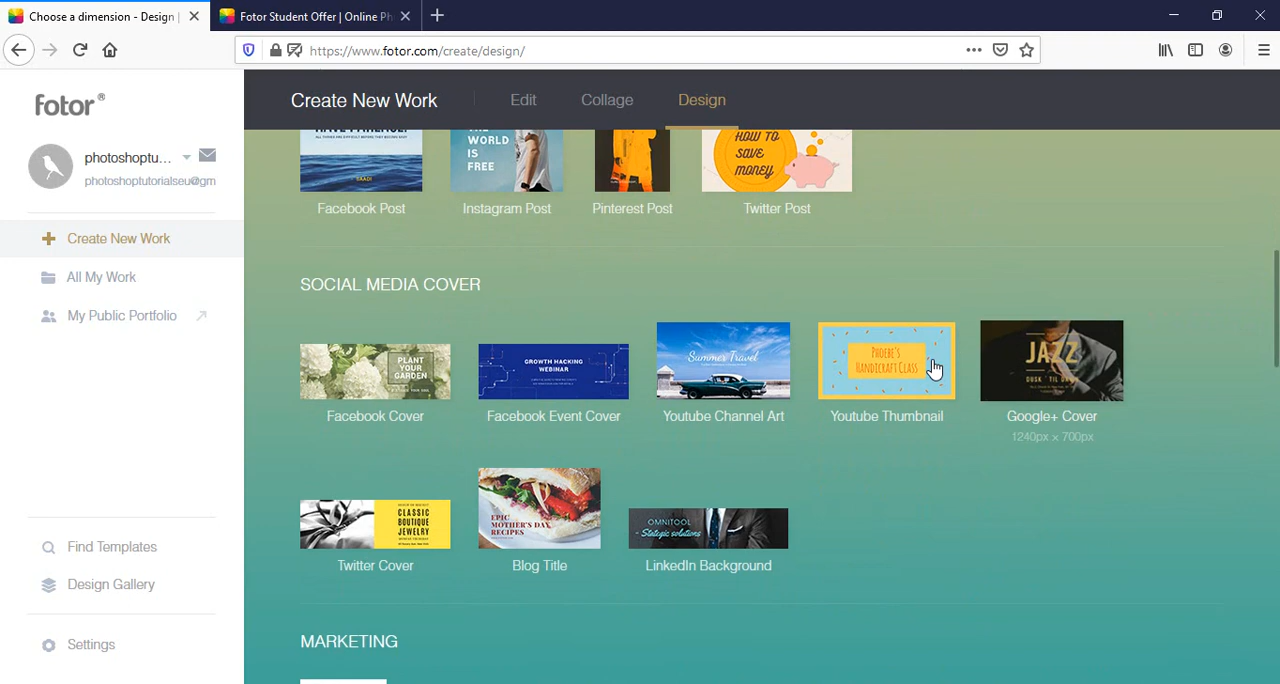 Choose a dimension - Design |
Fotor Student Offer | Online Ph
https://www.fotor.com/create/design/
fotor®
photoshoptu...
photoshoptutorialseu@gm
Create New Work
All My Work
My Public Portfolio
Find Templates
Design Gallery
Settings
Create New Work
Edit
Collage
Design
WORLD
IS
FREE
HOW TO
SAVE
MONEY
Facebook Post
Instagram Post
Pinterest Post
Twitter Post
SOCIAL MEDIA COVER
PLANT
YOUR
GARDEN
GROWTH HACKING
WEBINAR
Summer Travel
PHOEBE'S
HANDICRAFT CLASS
JAZZ
DUSK 'TIL DAWN
Facebook Cover
Facebook Event Cover
Youtube Channel Art
Youtube Thumbnail
Google+ Cover
1240px x 700px
CLASSIC
BOUTIQUE
JEWELRY
EPIC
MOTHER'S DAY
RECIPES
OMNITOOL
- Stategic solutions
Twitter Cover
Blog Title
LinkedIn Background
MARKETING